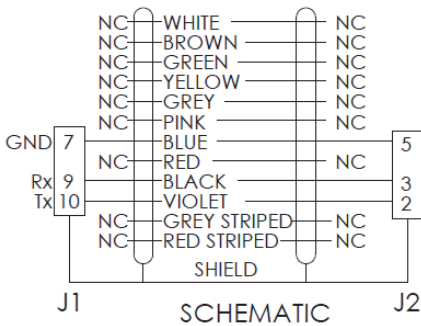 NC WHITE NC
NC BROWN NC
NC GREEN NC
NC YELLOW NC
NC GREY NC
NC PINK NC
GND 7 BLUE 5
NC RED NC
Rx 9 BLACK 3
Tx 10 VIOLET 2
NC GREY STRIPED NC
NC RED STRIPED NC
SHIELD
J1 SCHEMATIC J2